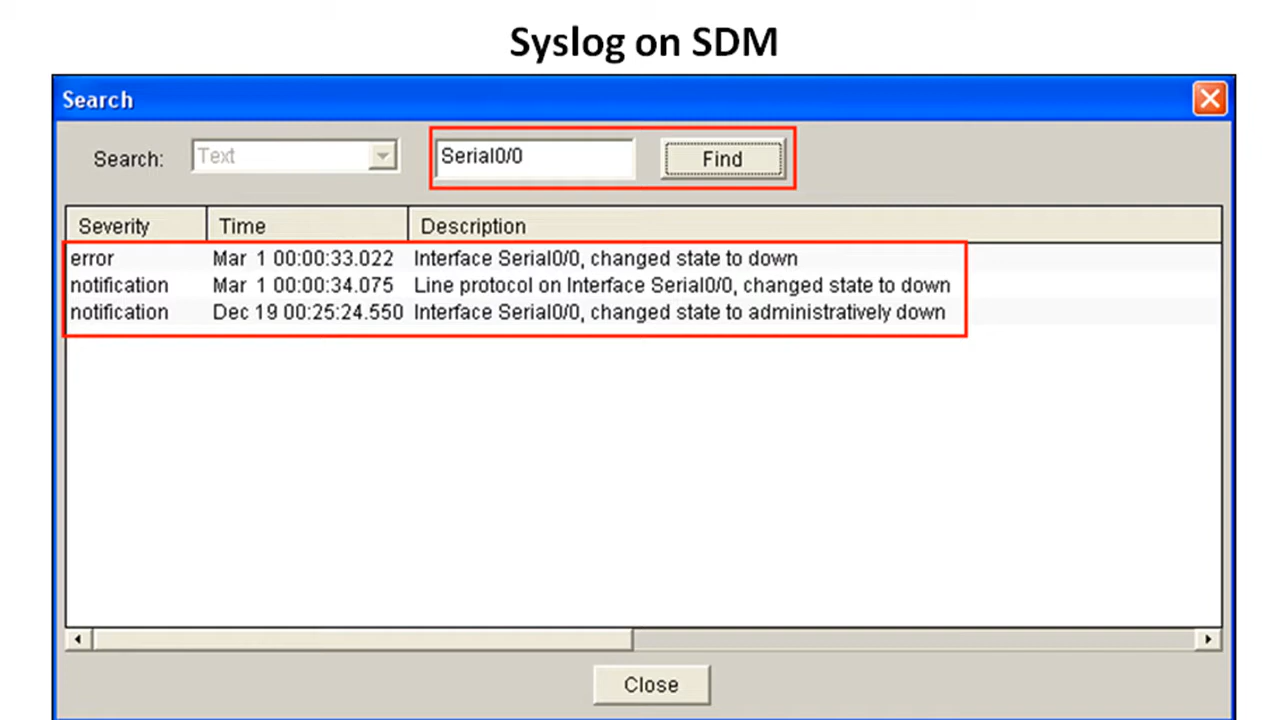 Syslog on SDM
Search
Search: Text Serial0/0 Find
Severity Time Description
error Mar 1 00:00:33.022 Interface Serial0/0, changed state to down
notification Mar 1 00:00:34.075 Line protocol on Interface Serial0/0, changed state to down
notification Dec 19 00:25:24.550 Interface Serial0/0, changed state to administratively down
Close